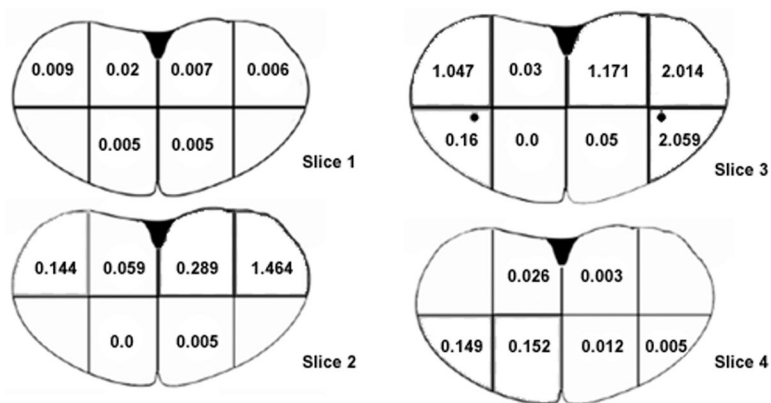 0.009 0.02 0.007 0.006
0.005 0.005
Slice 1
0.144 0.059 0.289 1.464
0.0 0.005
Slice 2
1.047 0.03 1.171 2.014
0.16 0.0 0.05 2.059
Slice 3
0.026 0.003
0.149 0.152 0.012 0.005
Slice 4